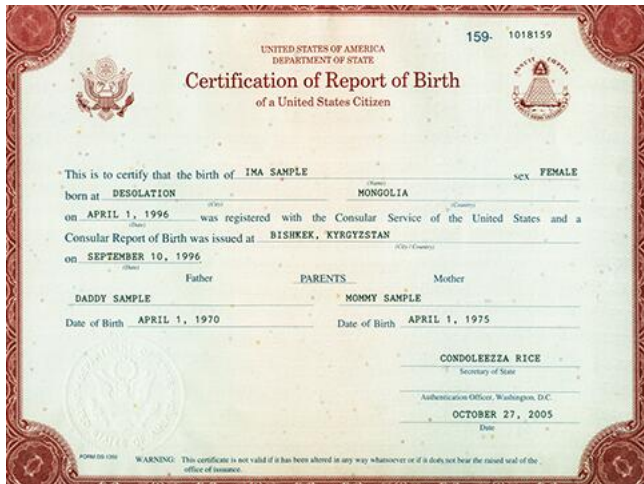 159- 1018159
UNITED STATES OF AMERICA
DEPARTMENT OF STATE
Certification of Report of Birth
of a United States Citizen
ANNUIT CŒPTIS
This is to certify that the birth of IMA SAMPLE sex FEMALE
(Name)
born at DESOLATION MONGOLIA
(City) (Country)
on APRIL 1, 1996 was registered with the Consular Service of the United States and a
(Date)
Consular Report of Birth was issued at BISHKEK, KYRGYZSTAN
(City / Country)
on SEPTEMBER 10, 1996
(Date)
Father PARENTS Mother
DADDY SAMPLE MOMMY SAMPLE
Date of Birth APRIL 1, 1970 Date of Birth APRIL 1, 1975
CONDOLEEZZA RICE
Secretary of State
Authentication Officer, Washington, D.C.
OCTOBER 27, 2005
Date
FORM DS-1350 WARNING: This certificate is not valid if it has been altered in any way whatsoever or if it does not bear the raised seal of the
office of issuance.